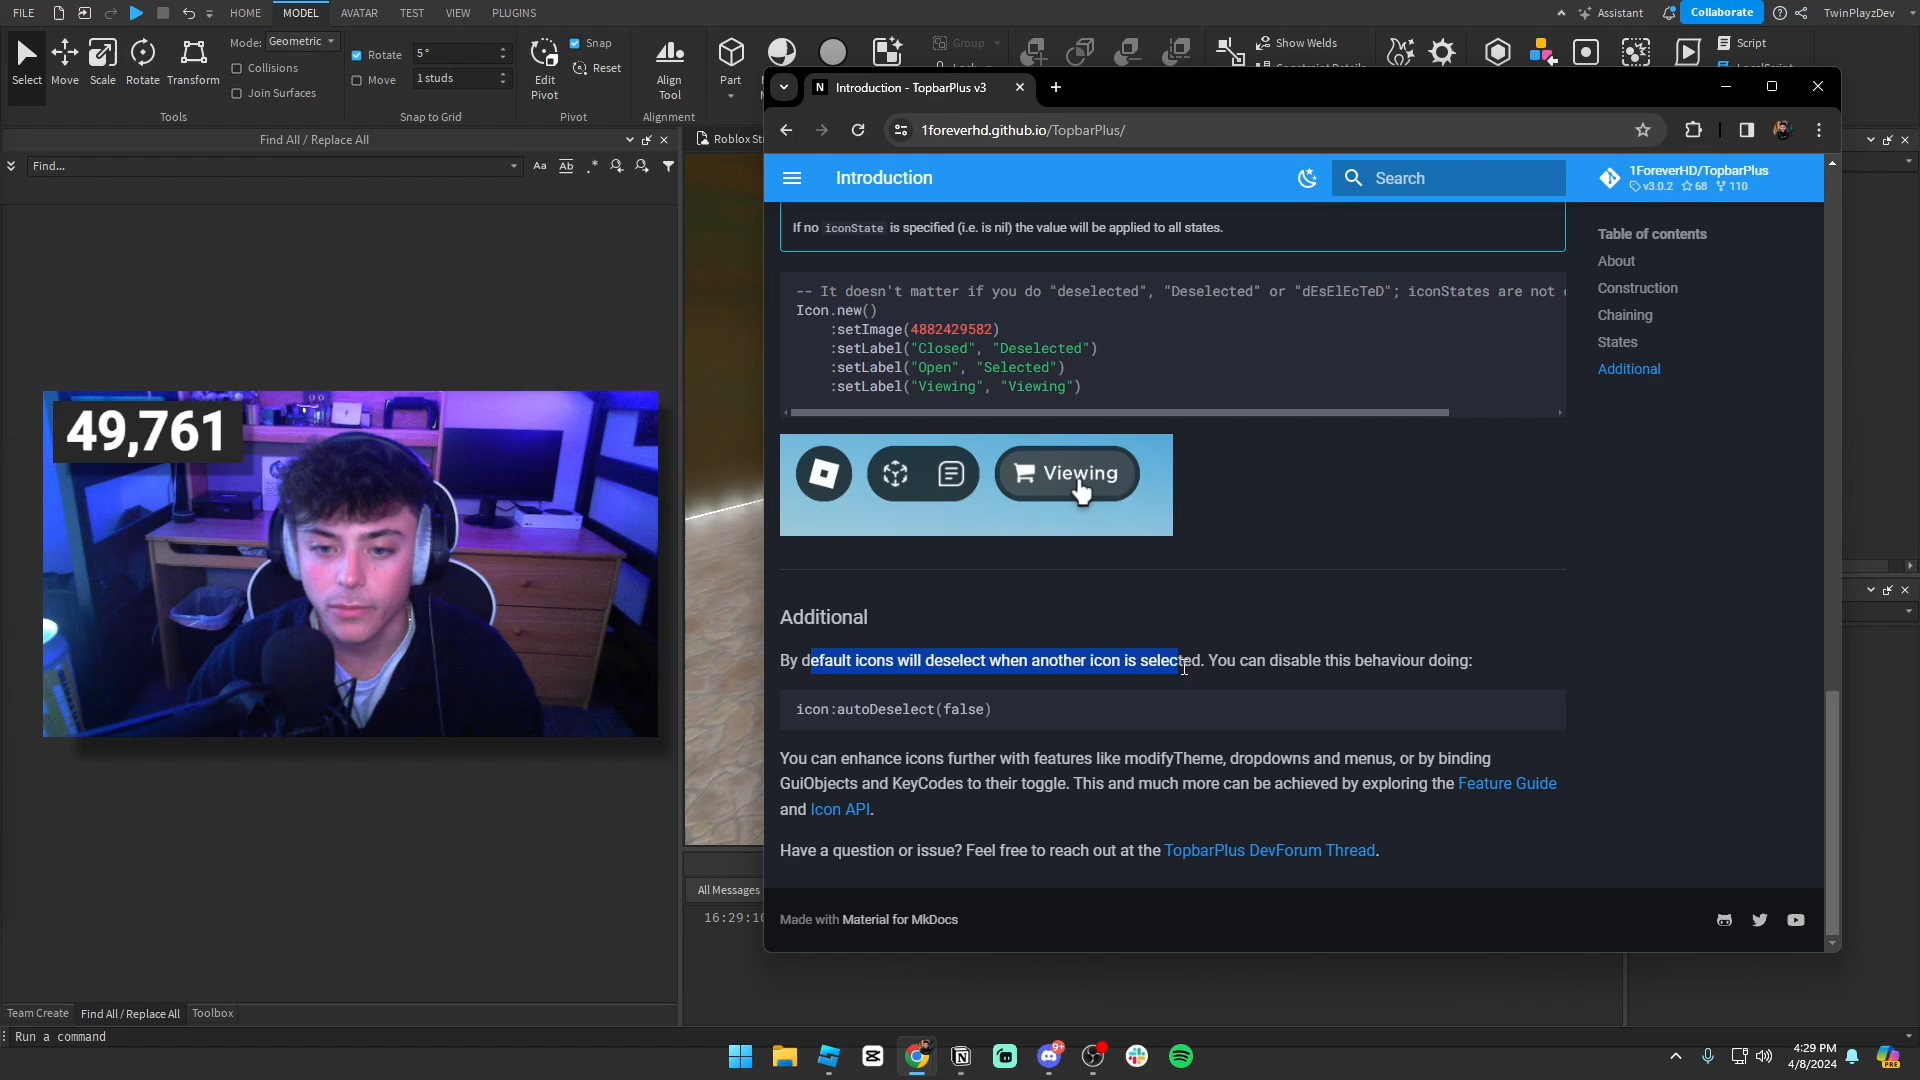 FILE HOME MODEL AVATAR TEST VIEW PLUGINS Assistant Collaborate TwinPlayzDev
Mode: Geometric Rotate 5° Snap Group Show Welds Script
Collisions Move 1 studs Reset
Join Surfaces
Select Move Scale Rotate Transform Edit Pivot Align Tool Part
Tools Snap to Grid Pivot Alignment
Find All / Replace All
Find...
Introduction - TopbarPlus v3
1foreverhd.github.io/TopbarPlus/
Introduction Search 1ForeverHD/TopbarPlus
v3.0.2 68 110
If no iconState is specified (i.e. is nil) the value will be applied to all states.
-- It doesn't matter if you do "deselected", "Deselected" or "dEsElEcTeD"; iconStates are not
Icon.new()
:setImage(4882429582)
:setLabel("Closed", "Deselected")
:setLabel("Open", "Selected")
:setLabel("Viewing", "Viewing")
Table of contents
About
Construction
Chaining
States
Additional
49,761
Viewing
Additional
By default icons will deselect when another icon is selected. You can disable this behaviour doing:
icon:autoDeselect(false)
You can enhance icons further with features like modifyTheme, dropdowns and menus, or by binding
GuiObjects and KeyCodes to their toggle. This and much more can be achieved by exploring the Feature Guide
and Icon API.
Have a question or issue? Feel free to reach out at the TopbarPlus DevForum Thread.
Made with Material for MkDocs
All Messages
16:29:10
Team Create Find All / Replace All Toolbox
Run a command
9+
4:29 PM
4/8/2024